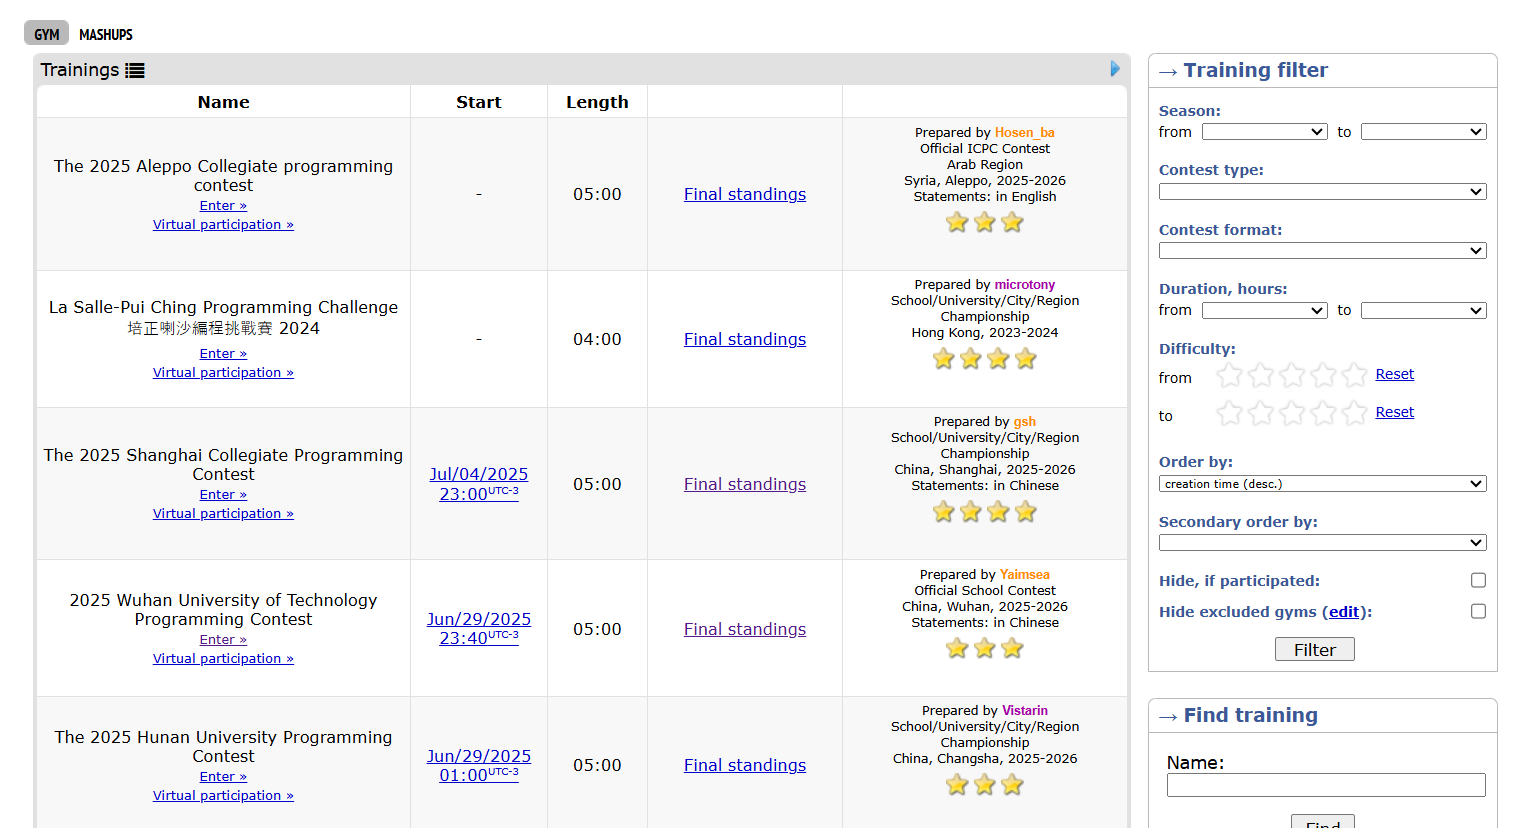 GYM MASHUPS
Trainings
Name Start Length
The 2025 Aleppo Collegiate programming
contest
Enter »
Virtual participation »
-
05:00
Final standings
Prepared by Hosen_ba
Official ICPC Contest
Arab Region
Syria, Aleppo, 2025-2026
Statements: in English
La Salle-Pui Ching Programming Challenge
培正喇沙編程挑戰賽 2024
Enter »
Virtual participation »
-
04:00
Final standings
Prepared by microtony
School/University/City/Region
Championship
Hong Kong, 2023-2024
The 2025 Shanghai Collegiate Programming
Contest
Enter »
Virtual participation »
Jul/04/2025
23:00UTC-3
05:00
Final standings
Prepared by gsh
School/University/City/Region
Championship
China, Shanghai, 2025-2026
Statements: in Chinese
2025 Wuhan University of Technology
Programming Contest
Enter »
Virtual participation »
Jun/29/2025
23:40UTC-3
05:00
Final standings
Prepared by Yaimsea
Official School Contest
China, Wuhan, 2025-2026
Statements: in Chinese
The 2025 Hunan University Programming
Contest
Enter »
Virtual participation »
Jun/29/2025
01:00UTC-3
05:00
Final standings
Prepared by Vistarin
School/University/City/Region
Championship
China, Changsha, 2025-2026
→ Training filter
Season:
from to
Contest type:
Contest format:
Duration, hours:
from to
Difficulty:
from Reset
to Reset
Order by:
creation time (desc.)
Secondary order by:
Hide, if participated:
Hide excluded gyms (edit):
Filter
→ Find training
Name:
Find